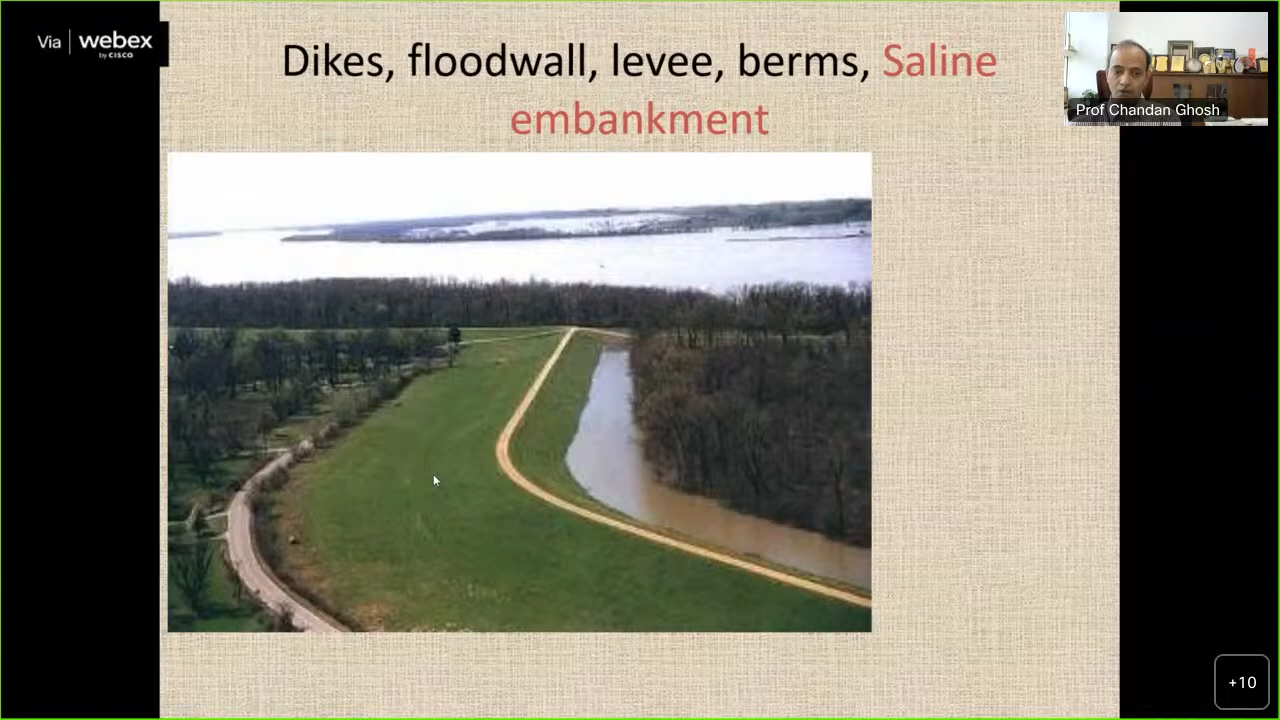 Via webex
by CISCO
Dikes, floodwall, levee, berms, Saline
embankment
Prof Chandan Ghosh
+10